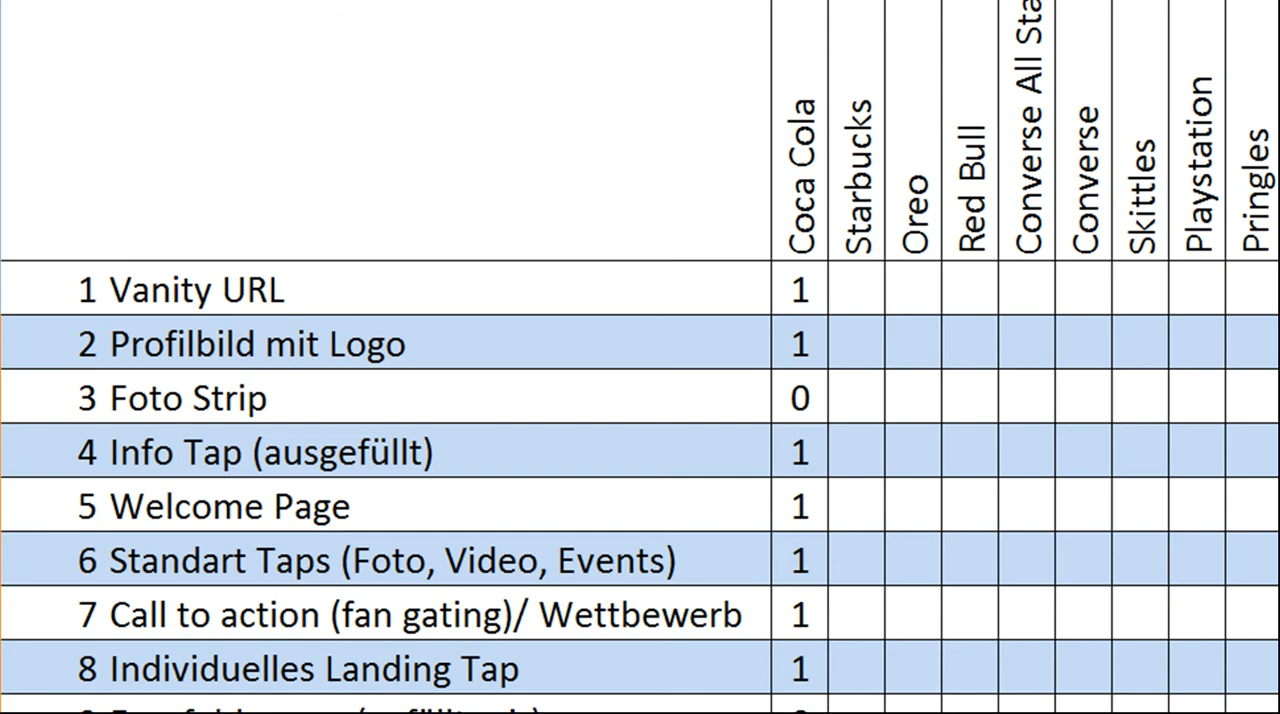 Coca Cola
Starbucks
Oreo
Red Bull
Converse All
Converse
Skittles
Playstation
Pringles
1 Vanity URL 1
2 Profilbild mit Logo 1
3 Foto Strip 0
4 Info Tap (ausgefüllt) 1
5 Welcome Page 1
6 Standart Taps (Foto, Video, Events) 1
7 Call to action (fan gating)/ Wettbewerb 1
8 Individuelles Landing Tap 1